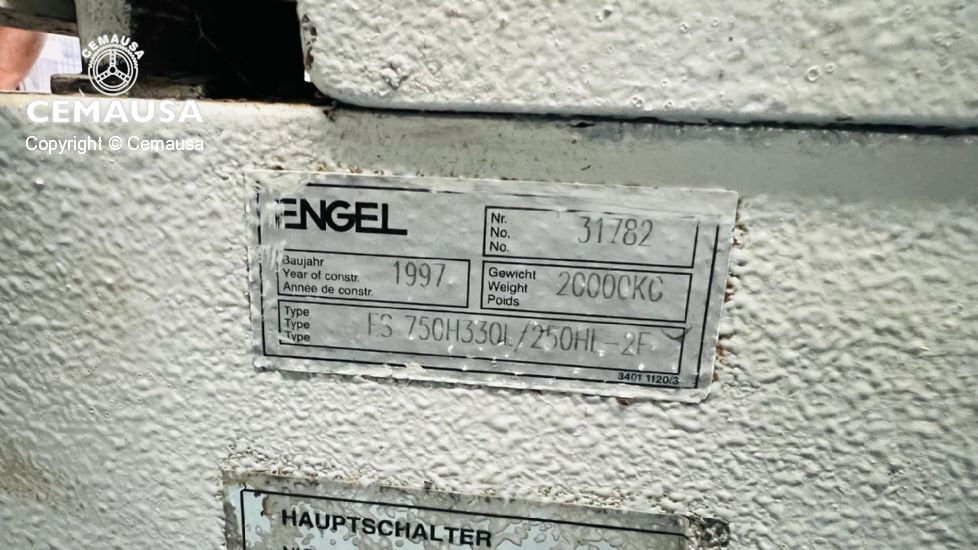 CEMAUSA
CEMAUSA
Copyright © Cemausa
ENGEL
Nr.
No.
No.
31782
Baujahr
Year of constr.
Année de constr.
1997
Gewicht
Weight
Poids
20000KG
Type
Type
Type
ES 750H330L/250HL-2F
3401 1120/3
HAUPTSCHALTER